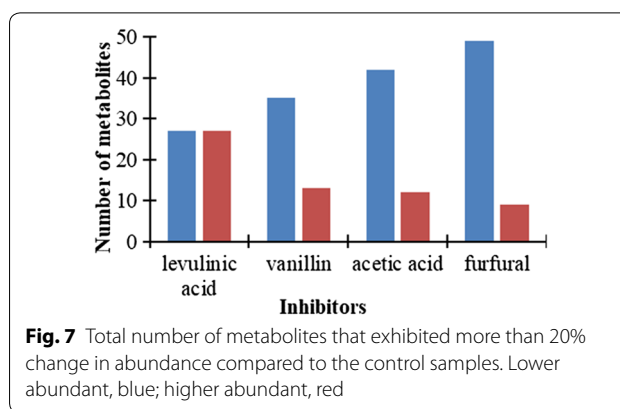 Number of metabolites
50
40
30
20
10
0
levulinic acid
vanillin
acetic acid
furfural
Inhibitors
Fig. 7 Total number of metabolites that exhibited more than 20%
change in abundance compared to the control samples. Lower
abundant, blue; higher abundant, red